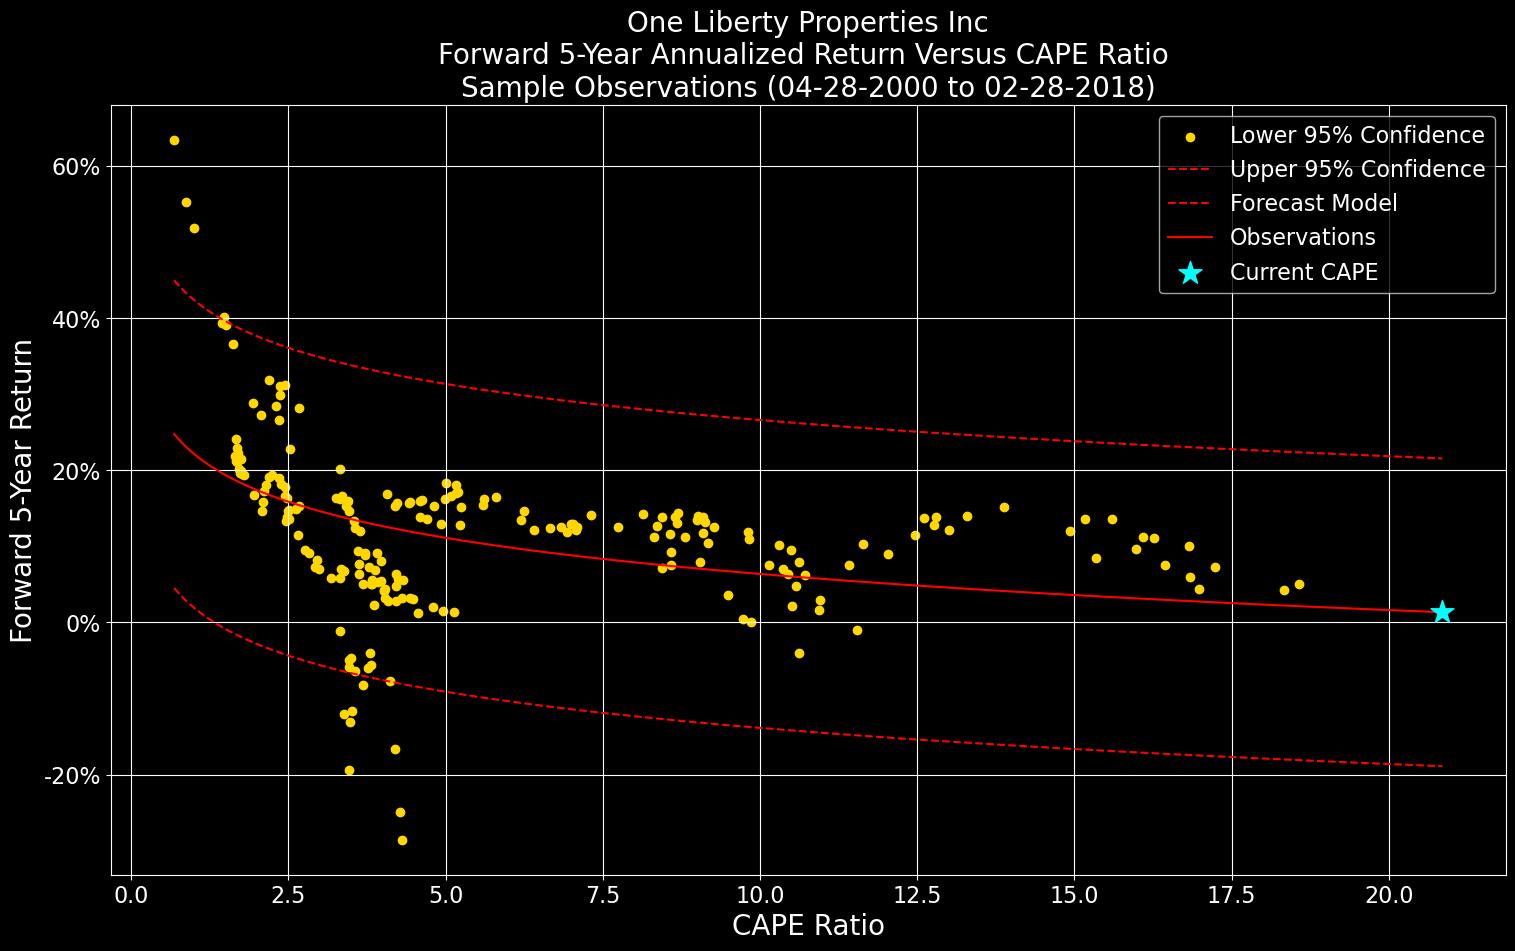 One Liberty Properties Inc
Forward 5-Year Annualized Return Versus CAPE Ratio
Sample Observations (04-28-2000 to 02-28-2018)
Lower 95% Confidence
Upper 95% Confidence
Forecast Model
Observations
Current CAPE
60%
40%
20%
0%
-20%
Forward 5-Year Return
0.0 2.5 5.0 7.5 10.0 12.5 15.0 17.5 20.0
CAPE Ratio